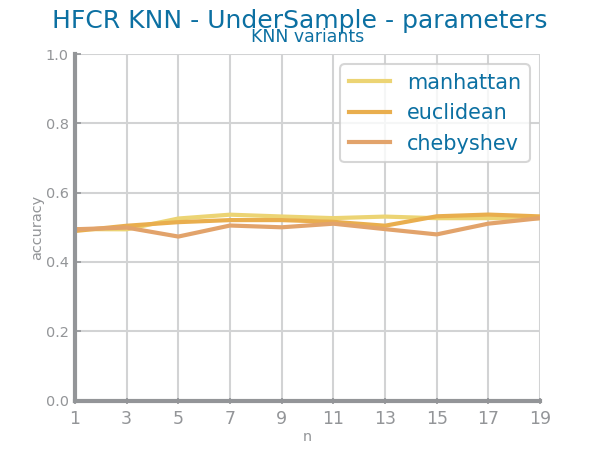 HFCR KNN - UnderSample - parameters
KNN variants
1.0
0.8
0.6
0.4
0.2
0.0
accuracy
manhattan
euclidean
chebyshev
1 3 5 7 9 11 13 15 17 19
n